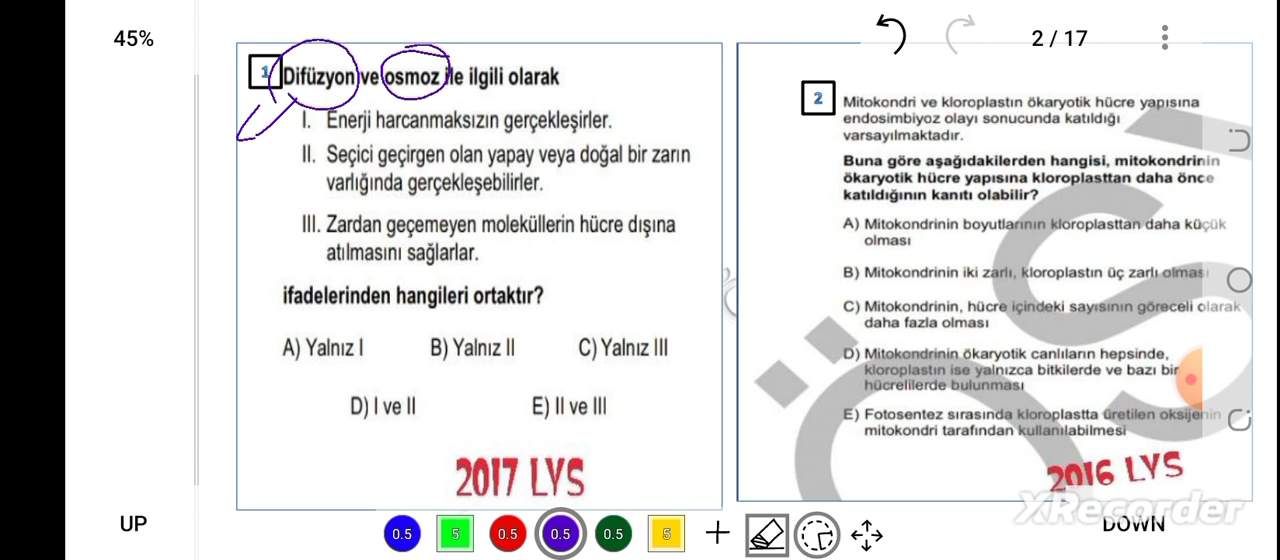 45%
2 / 17
1
Difüzyon ve osmoz ile ilgili olarak
I. Enerji harcanmaksızın gerçekleşirler.
II. Seçici geçirgen olan yapay veya doğal bir zarın
varlığında gerçekleşebilirler.
III. Zardan geçemeyen moleküllerin hücre dışına
atılmasını sağlarlar.
ifadelerinden hangileri ortaktır?
A) Yalnız I B) Yalnız II C) Yalnız III
D) I ve II E) II ve III
2017 LYS
2
Mitokondri ve kloroplastın ökaryotik hücre yapısına
endosimbiyoz olayı sonucunda katıldığı
varsayılmaktadır.
Buna göre aşağıdakilerden hangisi, mitokondrinin
ökaryotik hücre yapısına kloroplasttan daha önce
katıldığının kanıtı olabilir?
A) Mitokondrinin boyutlarının kloroplasttan daha küçük
olması
B) Mitokondrinin iki zarlı, kloroplastın üç zarlı olması
C) Mitokondrinin, hücre içindeki sayısının göreceli olarak
daha fazla olması
D) Mitokondrinin ökaryotik canlıların hepsinde,
kloroplastın ise yalnızca bitkilerde ve bazı bir
hücrelilerde bulunması
E) Fotosentez sırasında kloroplastta üretilen oksijenin
mitokondri tarafından kullanılabilmesi
2016 LYS
XRecorder
UP
0.5 5 0.5 0.5 0.5 5
DOWN